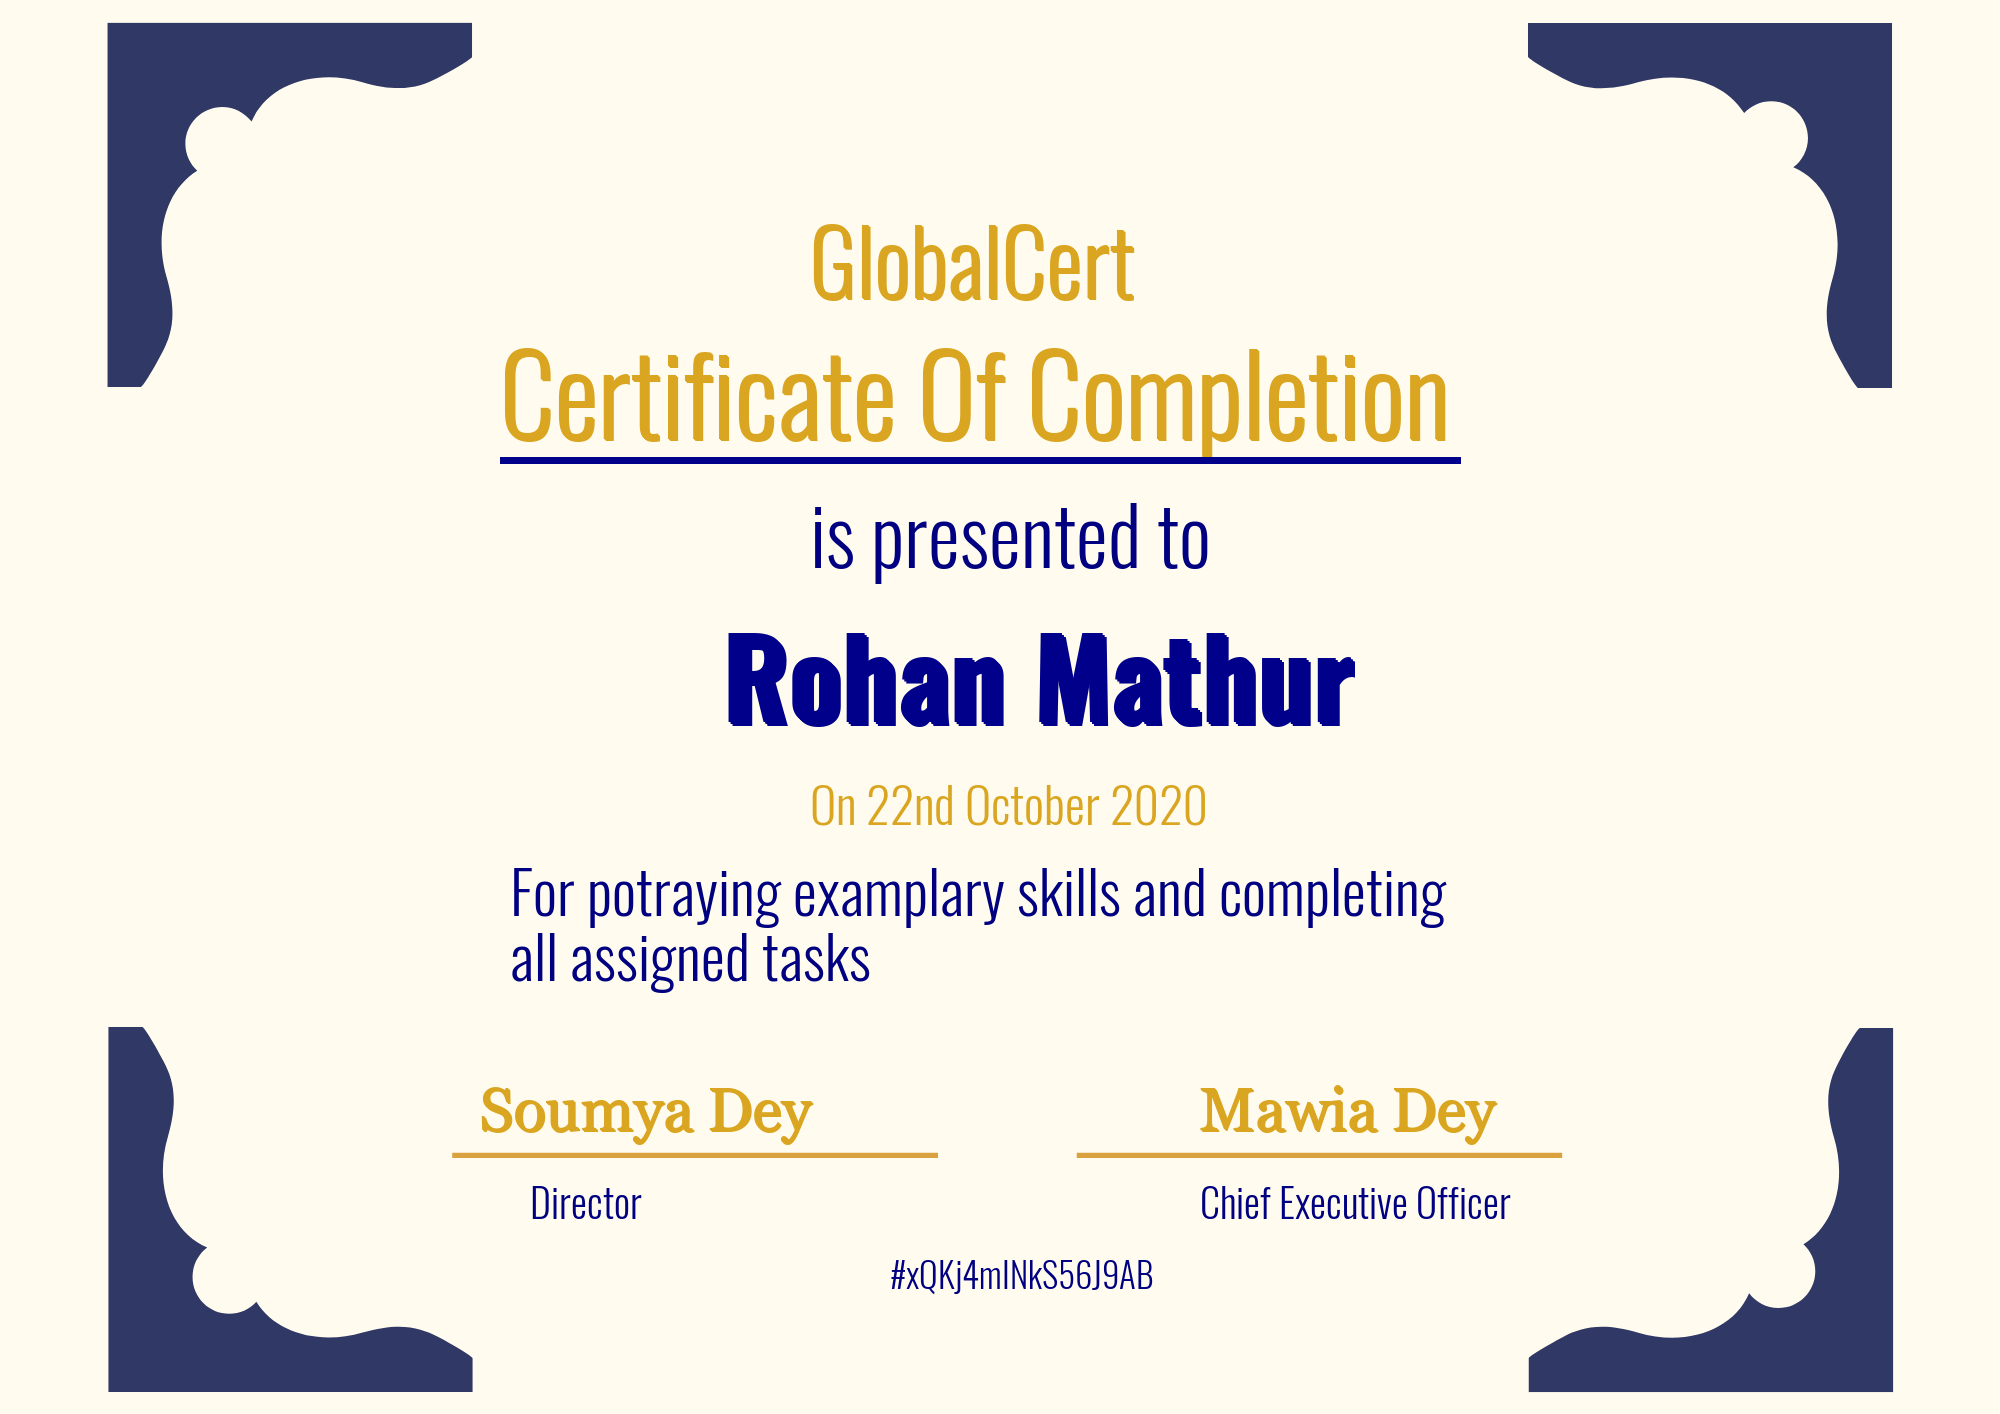 GlobalCert
Certificate Of Completion
is presented to
Rohan Mathur
On 22nd October 2020
For potraying examplary skills and completing
all assigned tasks
Soumya Dey
Mawia Dey
Director
Chief Executive Officer
#xQKj4mINkS56J9AB